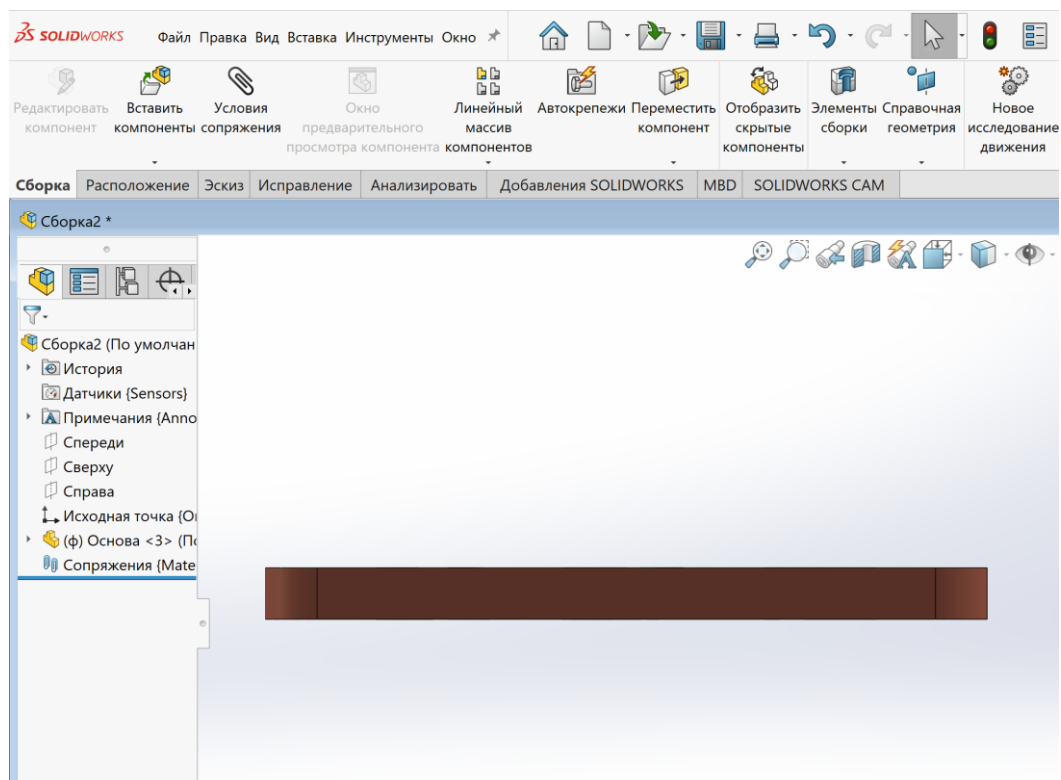 SOLIDWORKS Файл Правка Вид Вставка Инструменты Окно
Редактировать компонент Вставить компоненты Условия сопряжения Окно предварительного просмотра компонента Линейный массив компонентов Автокрепежи Переместить компонент Отобразить скрытые компоненты Элементы сборки Справочная геометрия Новое исследование движения
Сборка Расположение Эскиз Исправление Анализировать Добавления SOLIDWORKS MBD SOLIDWORKS CAM
Сборка2 *
Сборка2 (По умолчан
История
Датчики {Sensors}
Примечания {Anno
Спереди
Сверху
Справа
Исходная точка {O
(ф) Основа <3> (По
Сопряжения {Mate